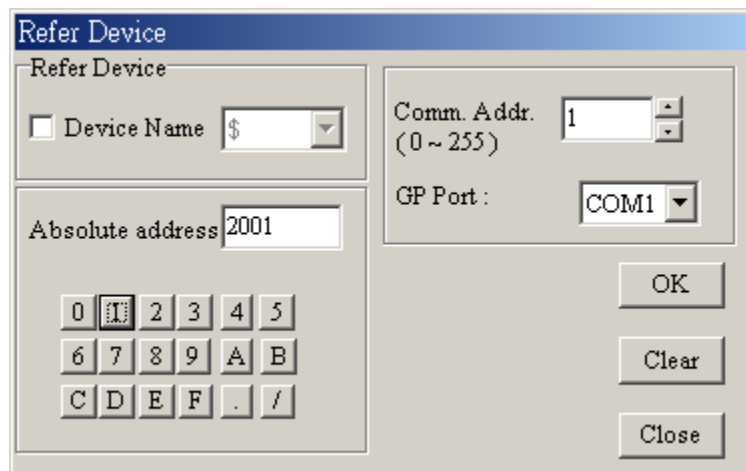 Refer Device
Refer Device
Device Name $
Absolute address 2001
0 1 2 3 4 5
6 7 8 9 A B
C D E F . /
Comm. Addr. 1
( 0 ~ 255 )
GP Port : COM1
OK
Clear
Close